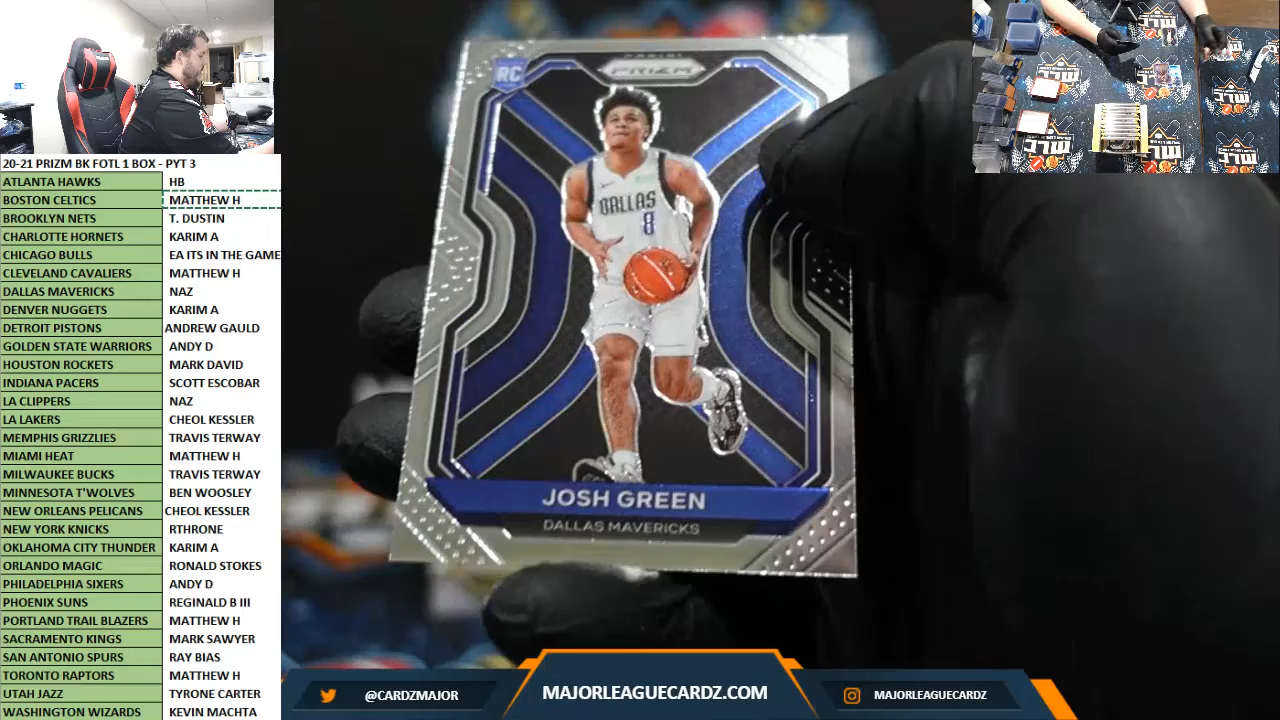 20-21 PRIZM BK FOTL 1 BOX - PYT 3
ATLANTA HAWKS HB
BOSTON CELTICS MATTHEW H
BROOKLYN NETS T. DUSTIN
CHARLOTTE HORNETS KARIM A
CHICAGO BULLS EA ITS IN THE GAME
CLEVELAND CAVALIERS MATTHEW H
DALLAS MAVERICKS NAZ
DENVER NUGGETS KARIM A
DETROIT PISTONS ANDREW GAULD
GOLDEN STATE WARRIORS ANDY D
HOUSTON ROCKETS MARK DAVID
INDIANA PACERS SCOTT ESCOBAR
LA CLIPPERS NAZ
LA LAKERS CHEOL KESSLER
MEMPHIS GRIZZLIES TRAVIS TERWAY
MIAMI HEAT MATTHEW H
MILWAUKEE BUCKS TRAVIS TERWAY
MINNESOTA T'WOLVES BEN WOOSLEY
NEW ORLEANS PELICANS CHEOL KESSLER
NEW YORK KNICKS RTHRONE
OKLAHOMA CITY THUNDER KARIM A
ORLANDO MAGIC RONALD STOKES
PHILADELPHIA SIXERS ANDY D
PHOENIX SUNS REGINALD B III
PORTLAND TRAIL BLAZERS MATTHEW H
SACRAMENTO KINGS MARK SAWYER
SAN ANTONIO SPURS RAY BIAS
TORONTO RAPTORS MATTHEW H
UTAH JAZZ TYRONE CARTER
WASHINGTON WIZARDS KEVIN MACHTA
PANINI
RC
PRIZM
DALLAS
8
JOSH GREEN
DALLAS MAVERICKS
@CARDZMAJOR
MAJORLEAGUECARDZ.COM
MAJORLEAGUECARDZ